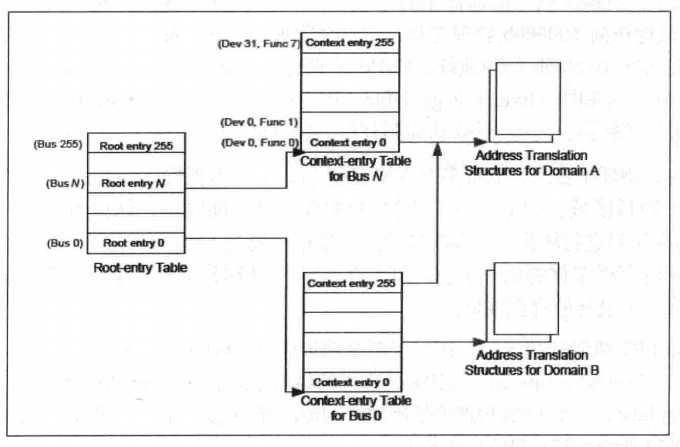 (Dev 31, Func 7)
Context entry 255
(Dev 0, Func 1)
(Dev 0, Func 0)
Context entry 0
Context-entry Table
for Bus N
Address Translation
Structures for Domain A
(Bus 255)
Root entry 255
(Bus N)
Root entry N
(Bus 0)
Root entry 0
Root-entry Table
Context entry 255
Context entry 0
Context-entry Table
for Bus 0
Address Translation
Structures for Domain B